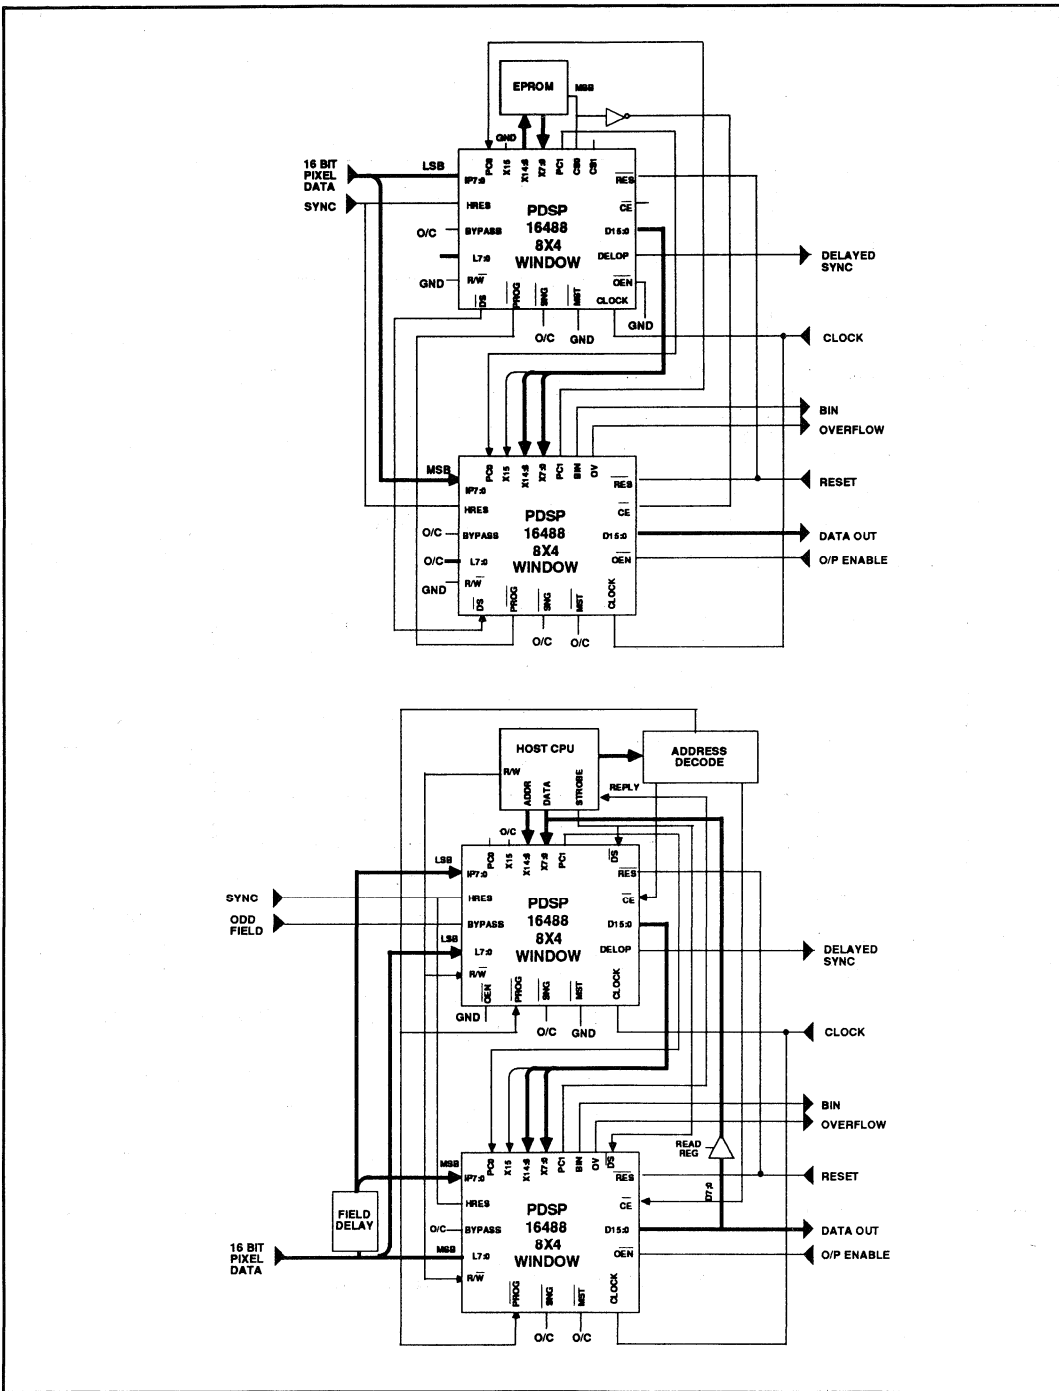 EPROM
MSB
GND
PC0
X15
X14:8
X7:0
PC1
CS0
CS1
16 BIT
PIXEL
DATA
LSB
IP7:0
RES
SYNC
HRES
PDSP
16488
8X4
WINDOW
CE
O/C
BYPASS
D15:0
L7:0
DELOP
DELAYED
SYNC
GND
R/W
OEN
DS
PROG
SNG
MST
CLOCK
GND
O/C
GND
CLOCK
BIN
OVERFLOW
MSB
PC0
X15
X14:8
X7:0
PC1
BIN
OV
IP7:0
RES
RESET
HRES
PDSP
16488
8X4
WINDOW
CE
O/C
BYPASS
D15:0
DATA OUT
O/C
L7:0
OEN
O/P ENABLE
GND
R/W
DS
PROG
SNG
MST
CLOCK
O/C
O/C
HOST CPU
ADDRESS
DECODE
R/W
ADDR
DATA
STROBE
REPLY
O/C
PC0
X15
X14:8
X7:0
PC1
DS
LSB
IP7:0
RES
SYNC
HRES
PDSP
16488
8X4
WINDOW
CE
ODD
FIELD
BYPASS
D15:0
LSB
L7:0
DELOP
DELAYED
SYNC
R/W
OEN
PROG
SNG
MST
CLOCK
GND
O/C
GND
CLOCK
BIN
OVERFLOW
READ
REG
MSB
PC0
X15
X14:8
X7:0
PC1
BIN
OV
DS
IP7:0
RES
RESET
D7:0
FIELD
DELAY
HRES
PDSP
16488
8X4
WINDOW
CE
O/C
BYPASS
D15:0
DATA OUT
16 BIT
PIXEL
DATA
MSB
L7:0
OEN
O/P ENABLE
R/W
PROG
SNG
MST
CLOCK
O/C
O/C